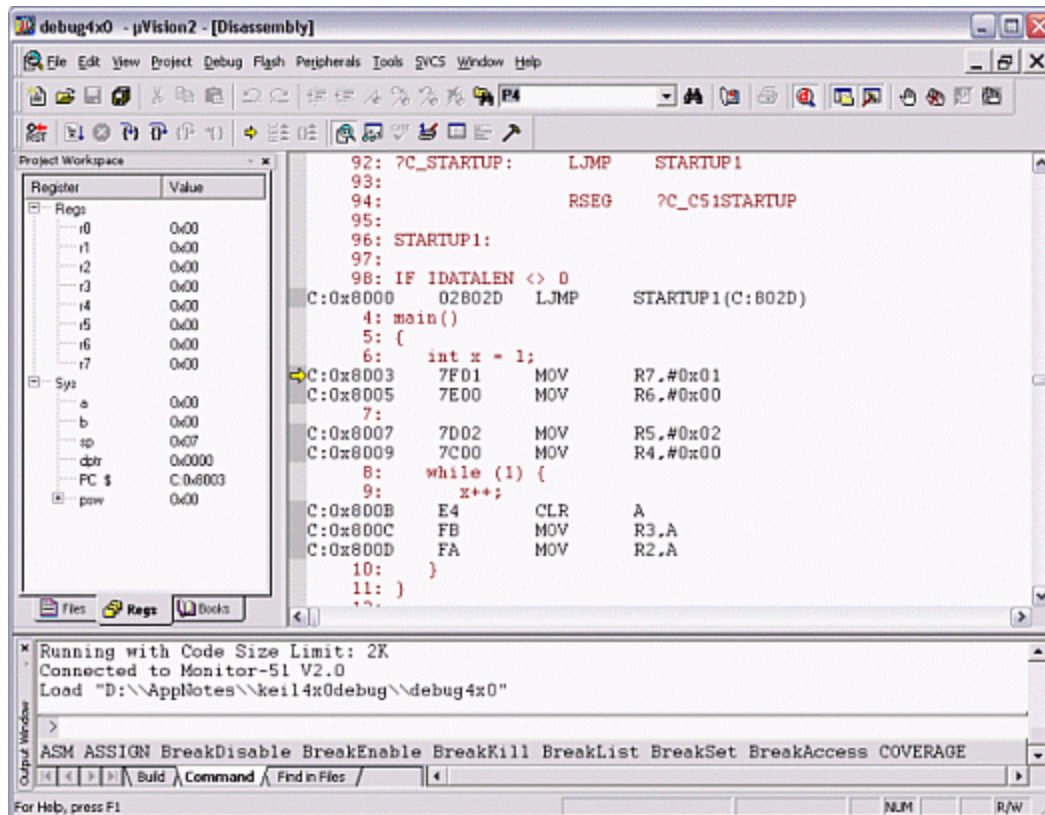 debug4x0 - µVision2 - [Disassembly]
File Edit View Project Debug Flash Peripherals Tools SVCS Window Help
P4
RST
Project Workspace
Register Value
Regs
r0 0x00
r1 0x00
r2 0x00
r3 0x00
r4 0x00
r5 0x00
r6 0x00
r7 0x00
Sys
a 0x00
b 0x00
sp 0x07
dptr 0x0000
PC $ C:0x8003
psw 0x00
Files Regs Books
92: ?C_STARTUP: LJMP STARTUP1
93:
94: RSEG ?C_C51STARTUP
95:
96: STARTUP1:
97:
98: IF IDATALEN <> 0
C:0x8000 02802D LJMP STARTUP1(C:802D)
4: main()
5: {
6: int x = 1;
C:0x8003 7F01 MOV R7,#0x01
C:0x8005 7E00 MOV R6,#0x00
7:
C:0x8007 7D02 MOV R5,#0x02
C:0x8009 7C00 MOV R4,#0x00
8: while (1) {
9: x++;
C:0x800B E4 CLR A
C:0x800C FB MOV R3,A
C:0x800D FA MOV R2,A
10: }
11: }
Running with Code Size Limit: 2K
Connected to Monitor-51 V2.0
Load "D:\\AppNotes\\keil4x0debug\\debug4x0"
>
ASM ASSIGN BreakDisable BreakEnable BreakKill BreakList BreakSet BreakAccess COVERAGE
Output Window
Build Command Find in Files
For Help, press F1 NUM R/W